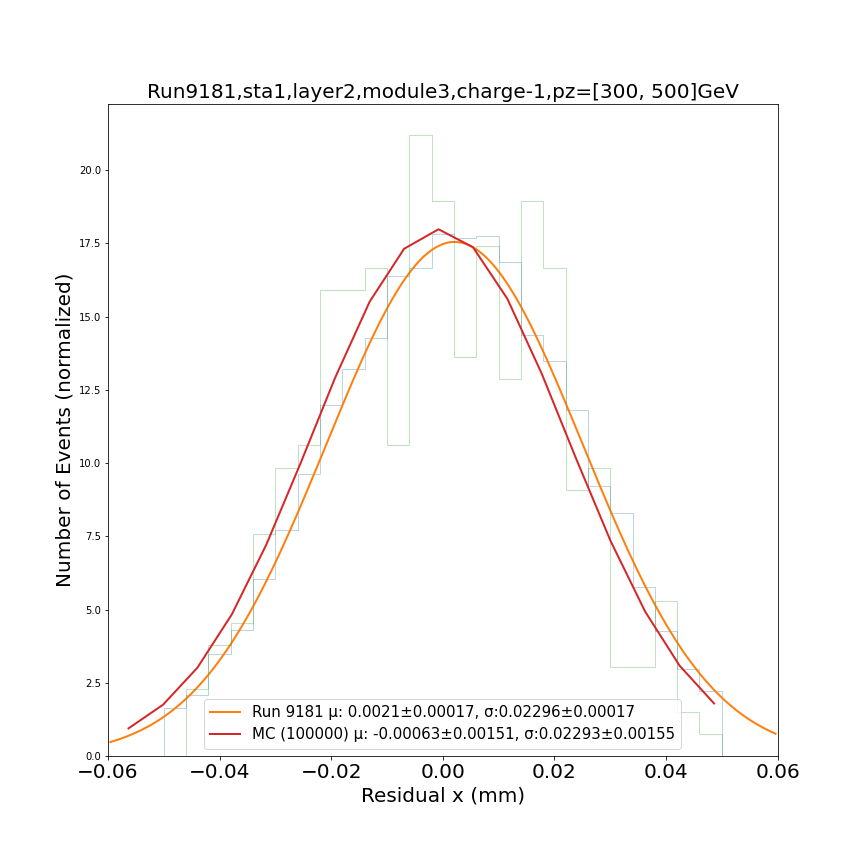 Run9181,sta1,layer2,module3,charge-1,pz=[300, 500]GeV
Number of Events (normalized)
20.0
17.5
15.0
12.5
10.0
7.5
5.0
2.5
0.0
Run 9181 μ: 0.0021±0.00017, σ:0.02296±0.00017
MC (100000) μ: -0.00063±0.00151, σ:0.02293±0.00155
−0.06 −0.04 −0.02 0.00 0.02 0.04 0.06
Residual x (mm)